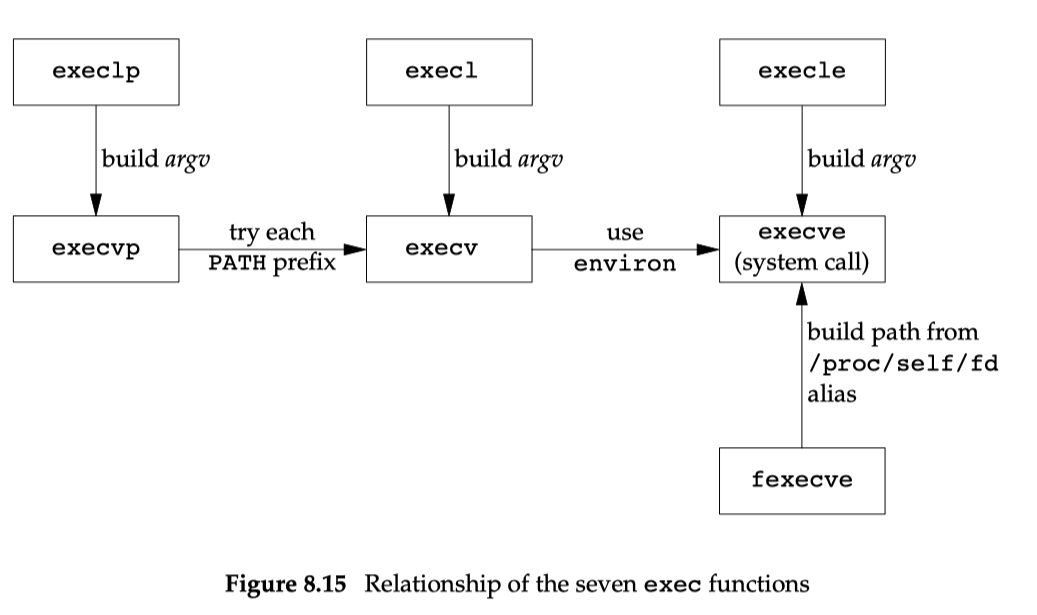 execlp
execl
execle
build argv
build argv
build argv
execvp
try each
PATH prefix
execv
use
environ
execve
(system call)
build path from
/proc/self/fd
alias
fexecve
Figure 8.15 Relationship of the seven exec functions